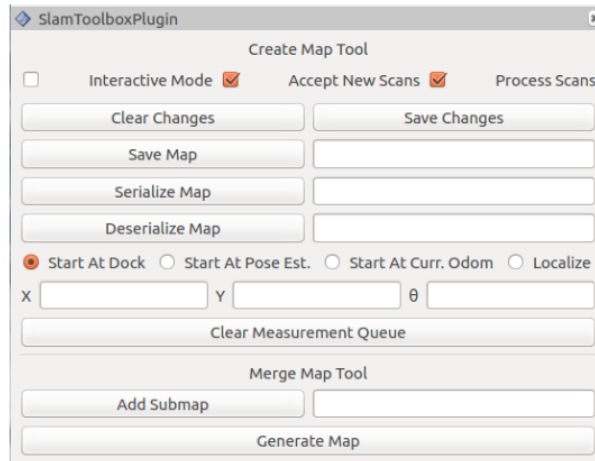 SlamToolboxPlugin
Create Map Tool
Interactive Mode Accept New Scans Process Scans
Clear Changes Save Changes
Save Map
Serialize Map
Deserialize Map
Start At Dock Start At Pose Est. Start At Curr. Odom Localize
X Y θ
Clear Measurement Queue
Merge Map Tool
Add Submap
Generate Map